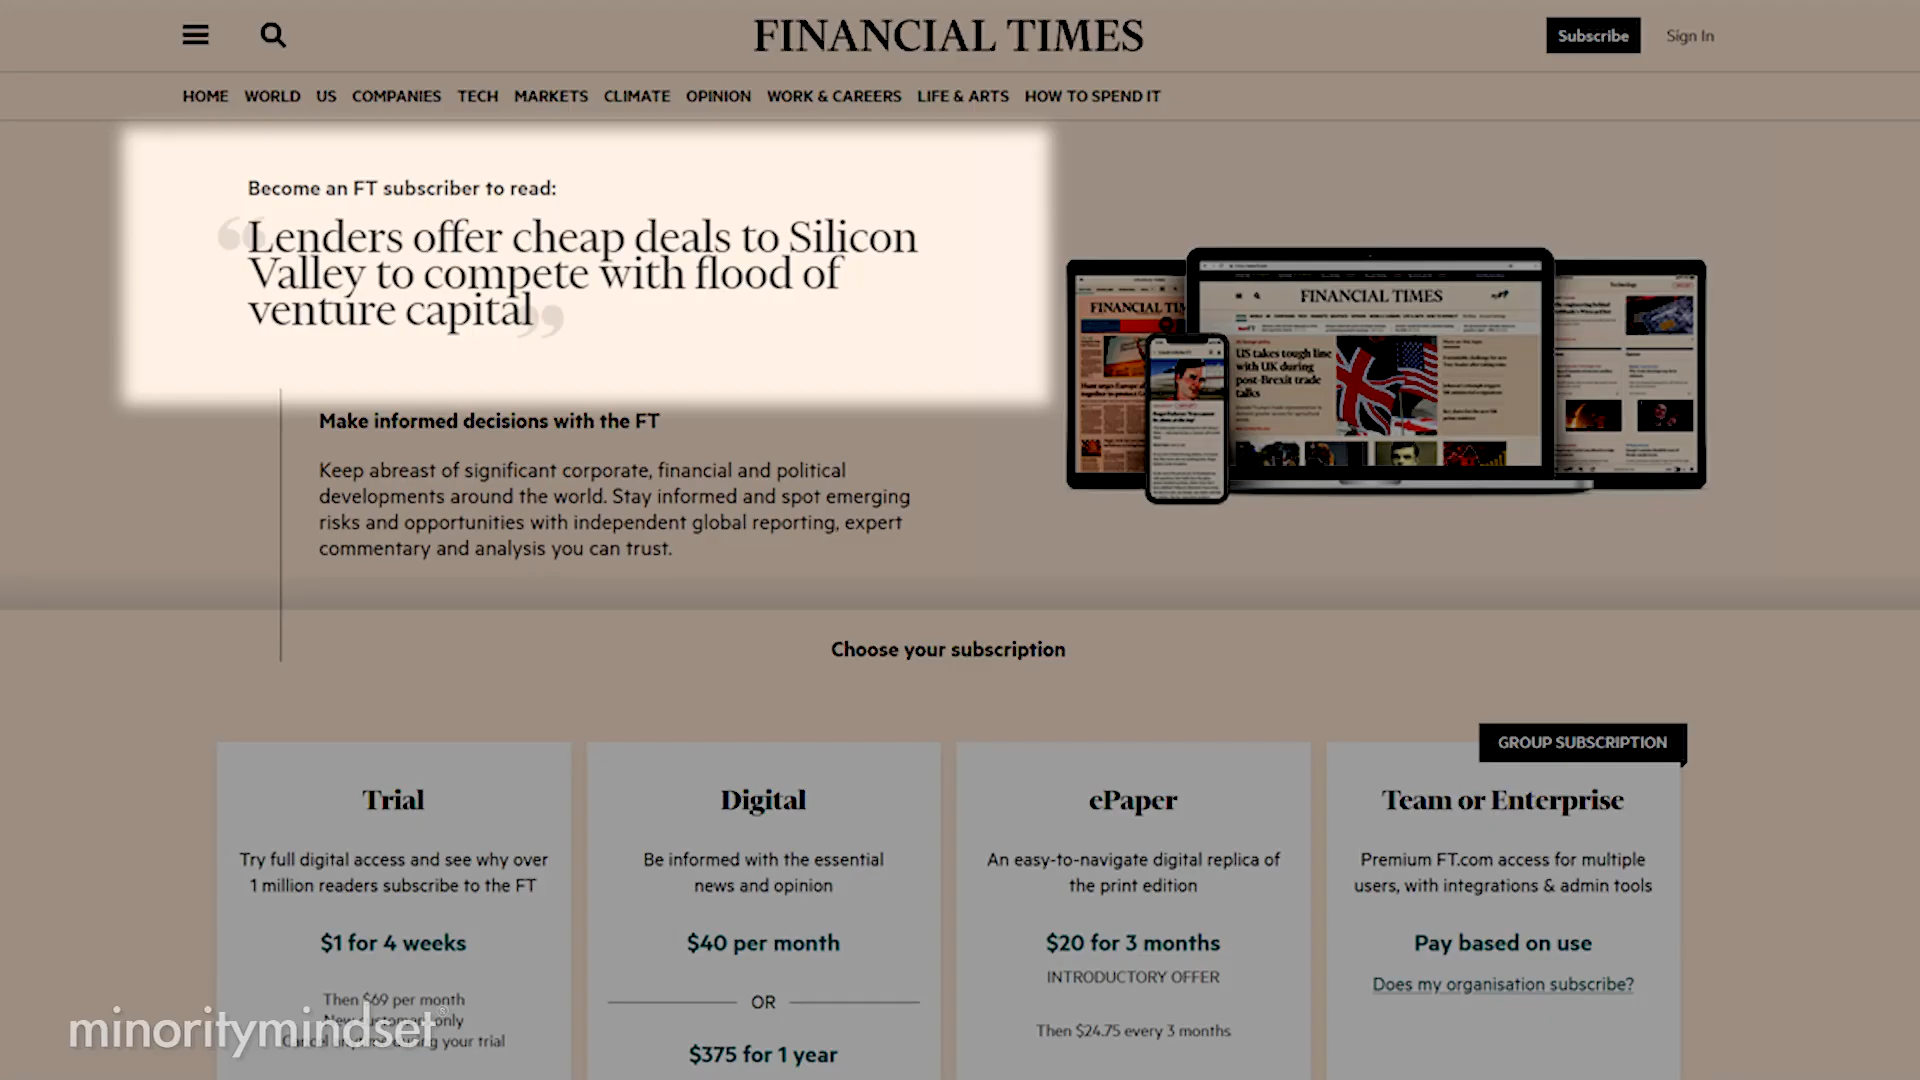 FINANCIAL TIMES
Subscribe
Sign In
HOME WORLD US COMPANIES TECH MARKETS CLIMATE OPINION WORK & CAREERS LIFE & ARTS HOW TO SPEND IT
Become an FT subscriber to read:
“Lenders offer cheap deals to Silicon
Valley to compete with flood of
venture capital”
FINANCIAL TIMES
US takes tough line
with UK during
post-Brexit trade
talks
Make informed decisions with the FT
Keep abreast of significant corporate, financial and political
developments around the world. Stay informed and spot emerging
risks and opportunities with independent global reporting, expert
commentary and analysis you can trust.
Choose your subscription
Trial
Try full digital access and see why over
1 million readers subscribe to the FT
$1 for 4 weeks
Then $69 per month
New customers only
Cancel anytime during your trial
Digital
Be informed with the essential
news and opinion
$40 per month
OR
$375 for 1 year
ePaper
An easy-to-navigate digital replica of
the print edition
$20 for 3 months
INTRODUCTORY OFFER
Then $24.75 every 3 months
GROUP SUBSCRIPTION
Team or Enterprise
Premium FT.com access for multiple
users, with integrations & admin tools
Pay based on use
Does my organisation subscribe?
minoritymindset®